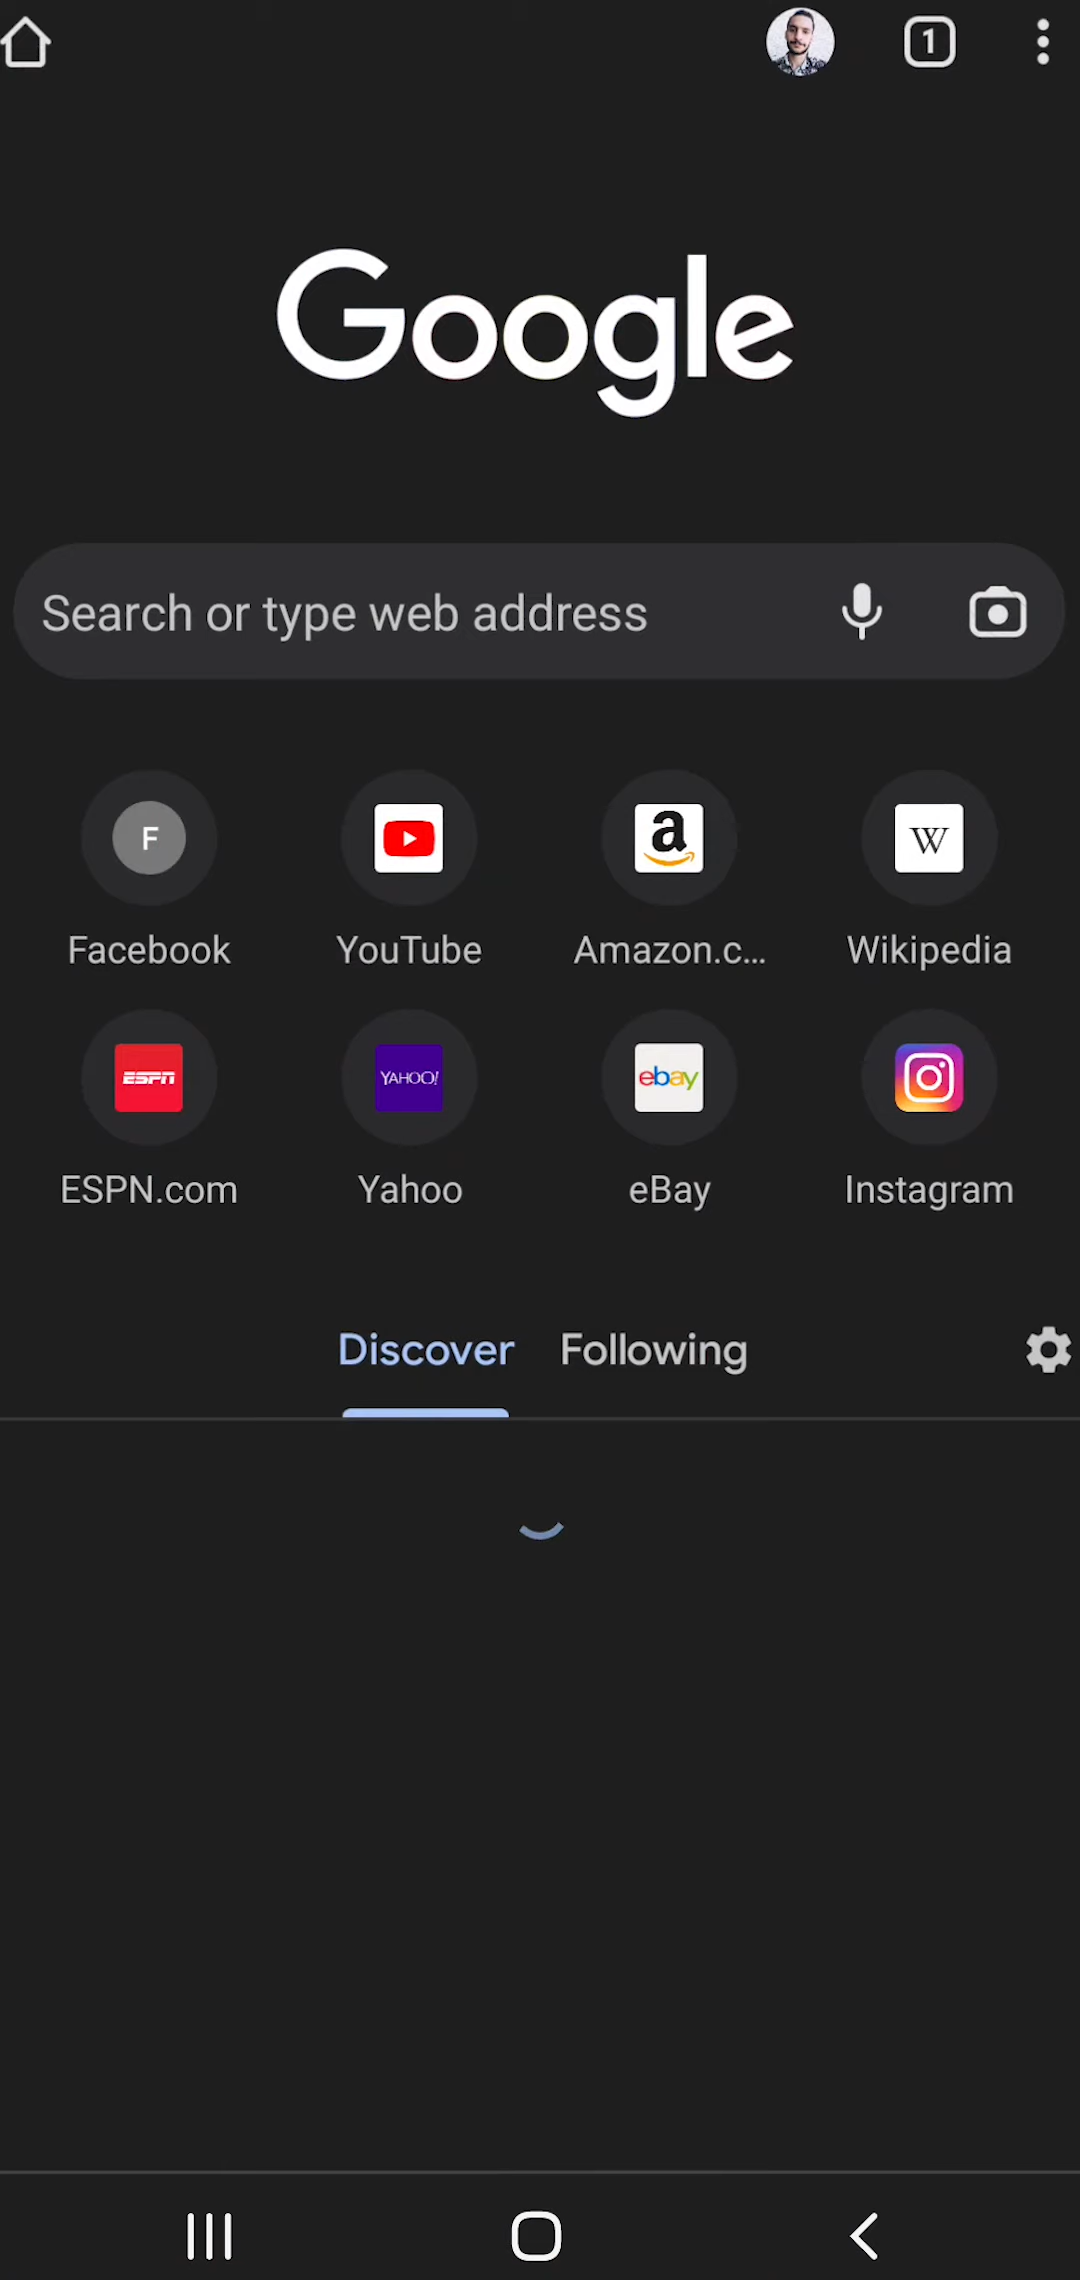 1
Google
Search or type web address
F
a
W
Facebook
YouTube
Amazon.c...
Wikipedia
ESPN
YAHOO!
ebay
ESPN.com
Yahoo
eBay
Instagram
Discover
Following